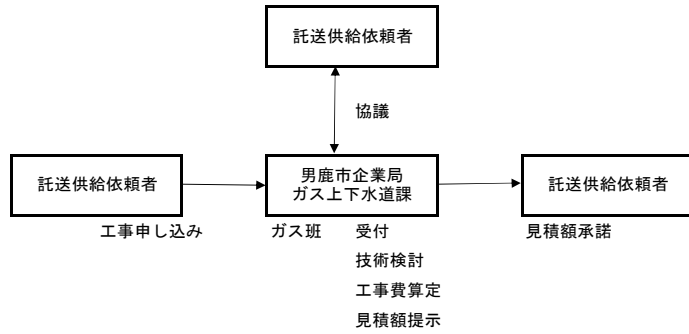 託送供給依頼者
協議
託送供給依頼者
男鹿市企業局
ガス上下水道課
託送供給依頼者
工事申し込み
ガス班 受付
見積額承諾
技術検討
工事費算定
見積額提示